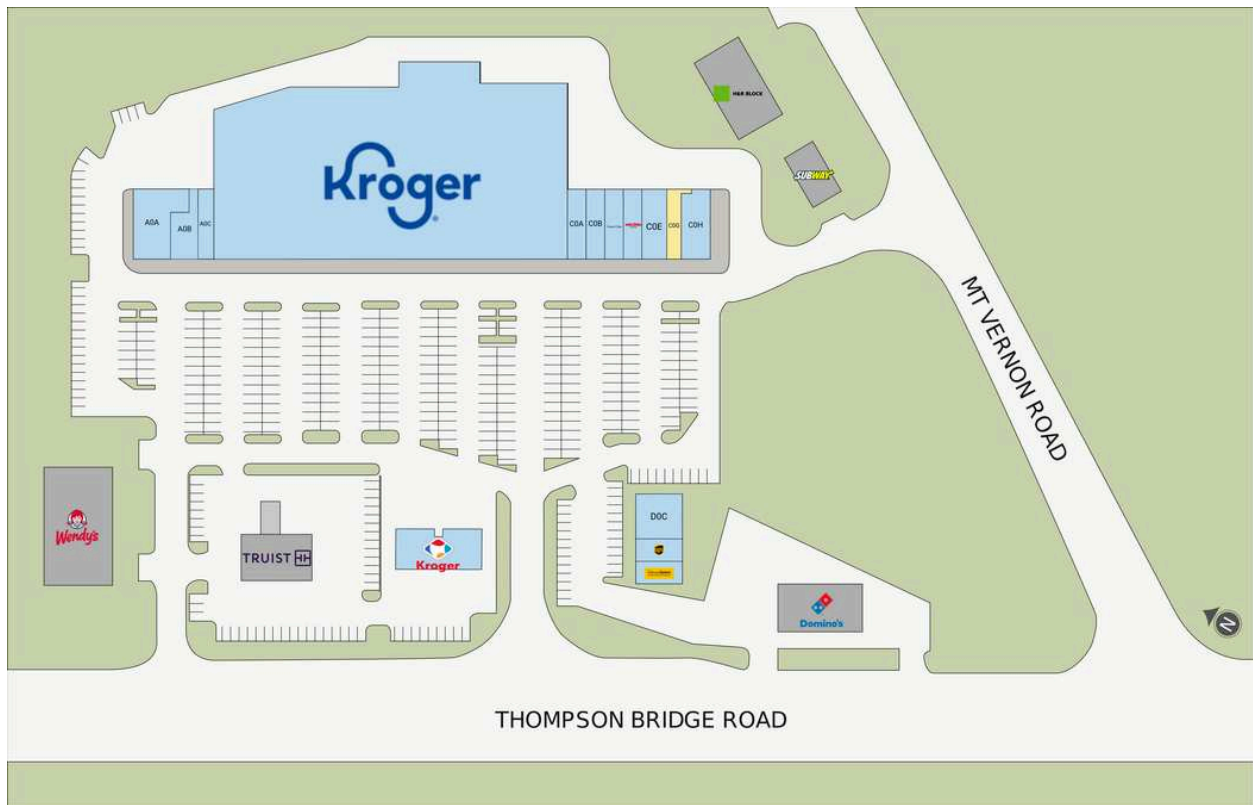 H&R BLOCK
SUBWAY
Kroger
A0A
A0B
A0C
C0A
C0B
C0E
C0G
C0H
MT VERNON ROAD
Wendy's
TRUIST
Kroger
D0C
Domino's
N
THOMPSON BRIDGE ROAD